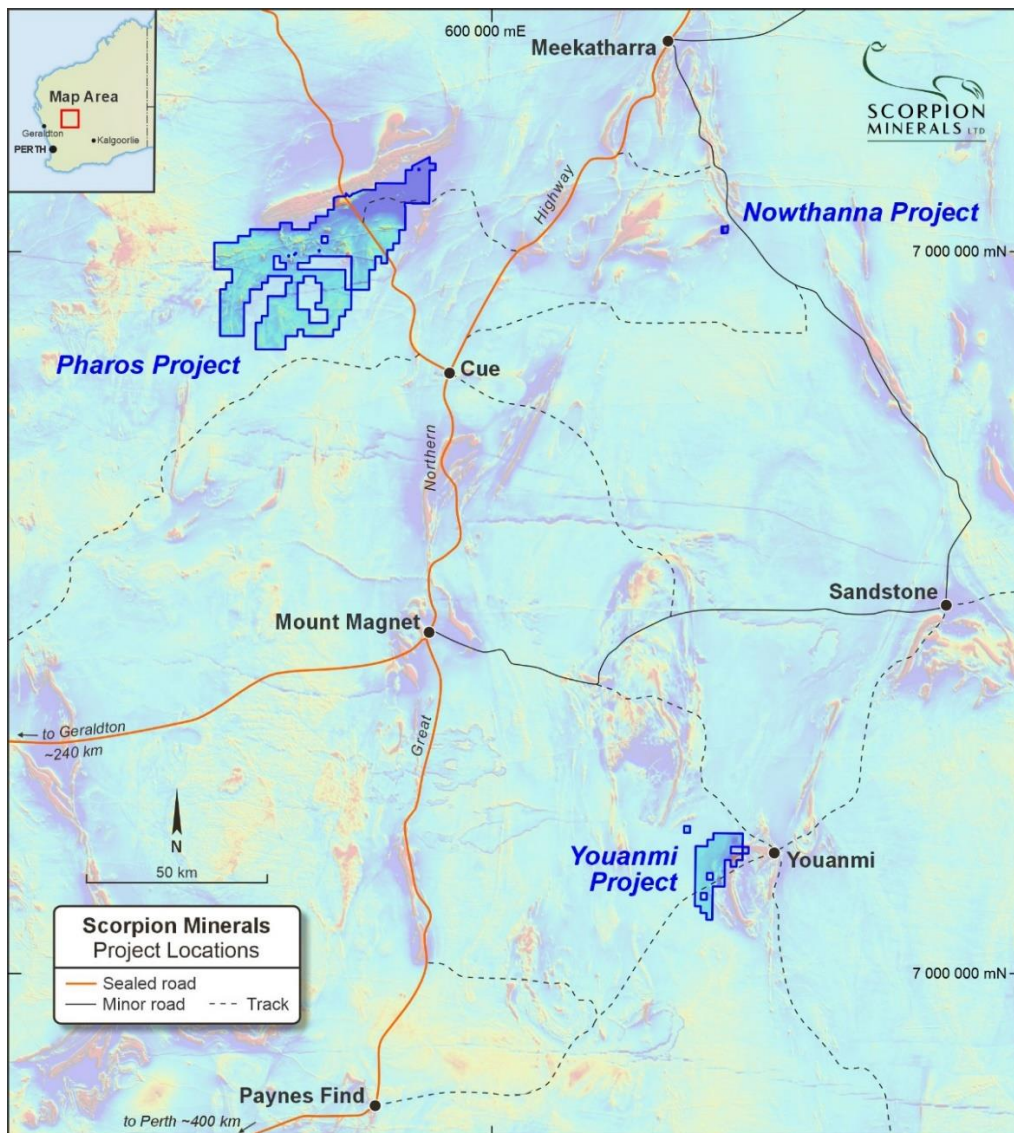 600 000 mE
Meekatharra
Map Area
Geraldton
Kalgoorlie
PERTH
SCORPION
MINERALS LTD
Highway
Nowthanna Project
7 000 000 mN
Pharos Project
Cue
Northern
Sandstone
Mount Magnet
Great
to Geraldton
~240 km
N
50 km
Youanmi
Project
Youanmi
Scorpion Minerals
Project Locations
Sealed road
Minor road
Track
7 000 000 mN
Paynes Find
to Perth ~400 km